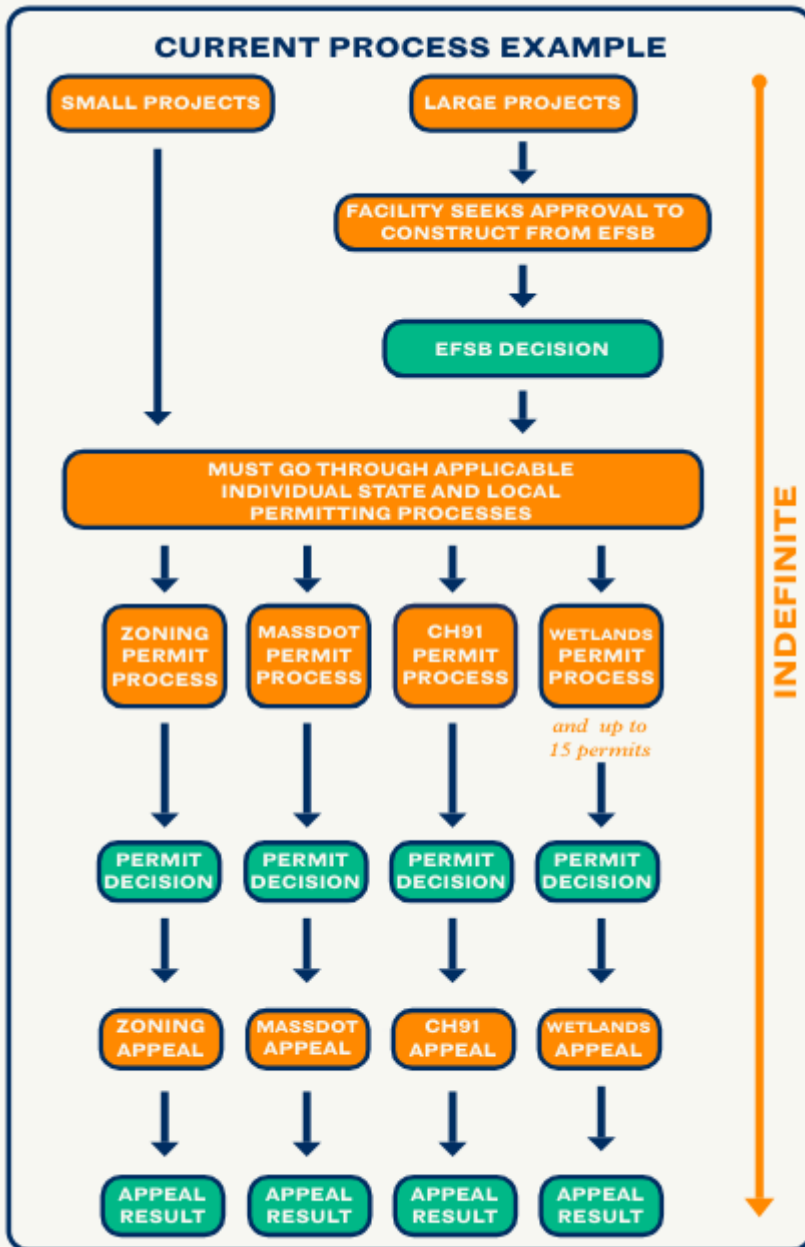 CURRENT PROCESS EXAMPLE
SMALL PROJECTS
LARGE PROJECTS
FACILITY SEEKS APPROVAL TO
CONSTRUCT FROM EFSB
EFSB DECISION
MUST GO THROUGH APPLICABLE
INDIVIDUAL STATE AND LOCAL
PERMITTING PROCESSES
ZONING
PERMIT
PROCESS
MASSDOT
PERMIT
PROCESS
CH91
PERMIT
PROCESS
WETLANDS
PERMIT
PROCESS
and up to
15 permits
PERMIT
DECISION
PERMIT
DECISION
PERMIT
DECISION
PERMIT
DECISION
ZONING
APPEAL
MASSDOT
APPEAL
CH91
APPEAL
WETLANDS
APPEAL
APPEAL
RESULT
APPEAL
RESULT
APPEAL
RESULT
APPEAL
RESULT
INDEFINITE